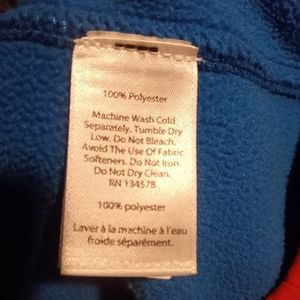 100% Polyester
Machine Wash Cold
Separately. Tumble Dry
Low. Do Not Bleach.
Avoid The Use Of Fabric
Softeners. Do Not Iron.
Do Not Dry Clean.
RN 134578
100% polyester
Laver à la machine à l'eau
froide séparément.